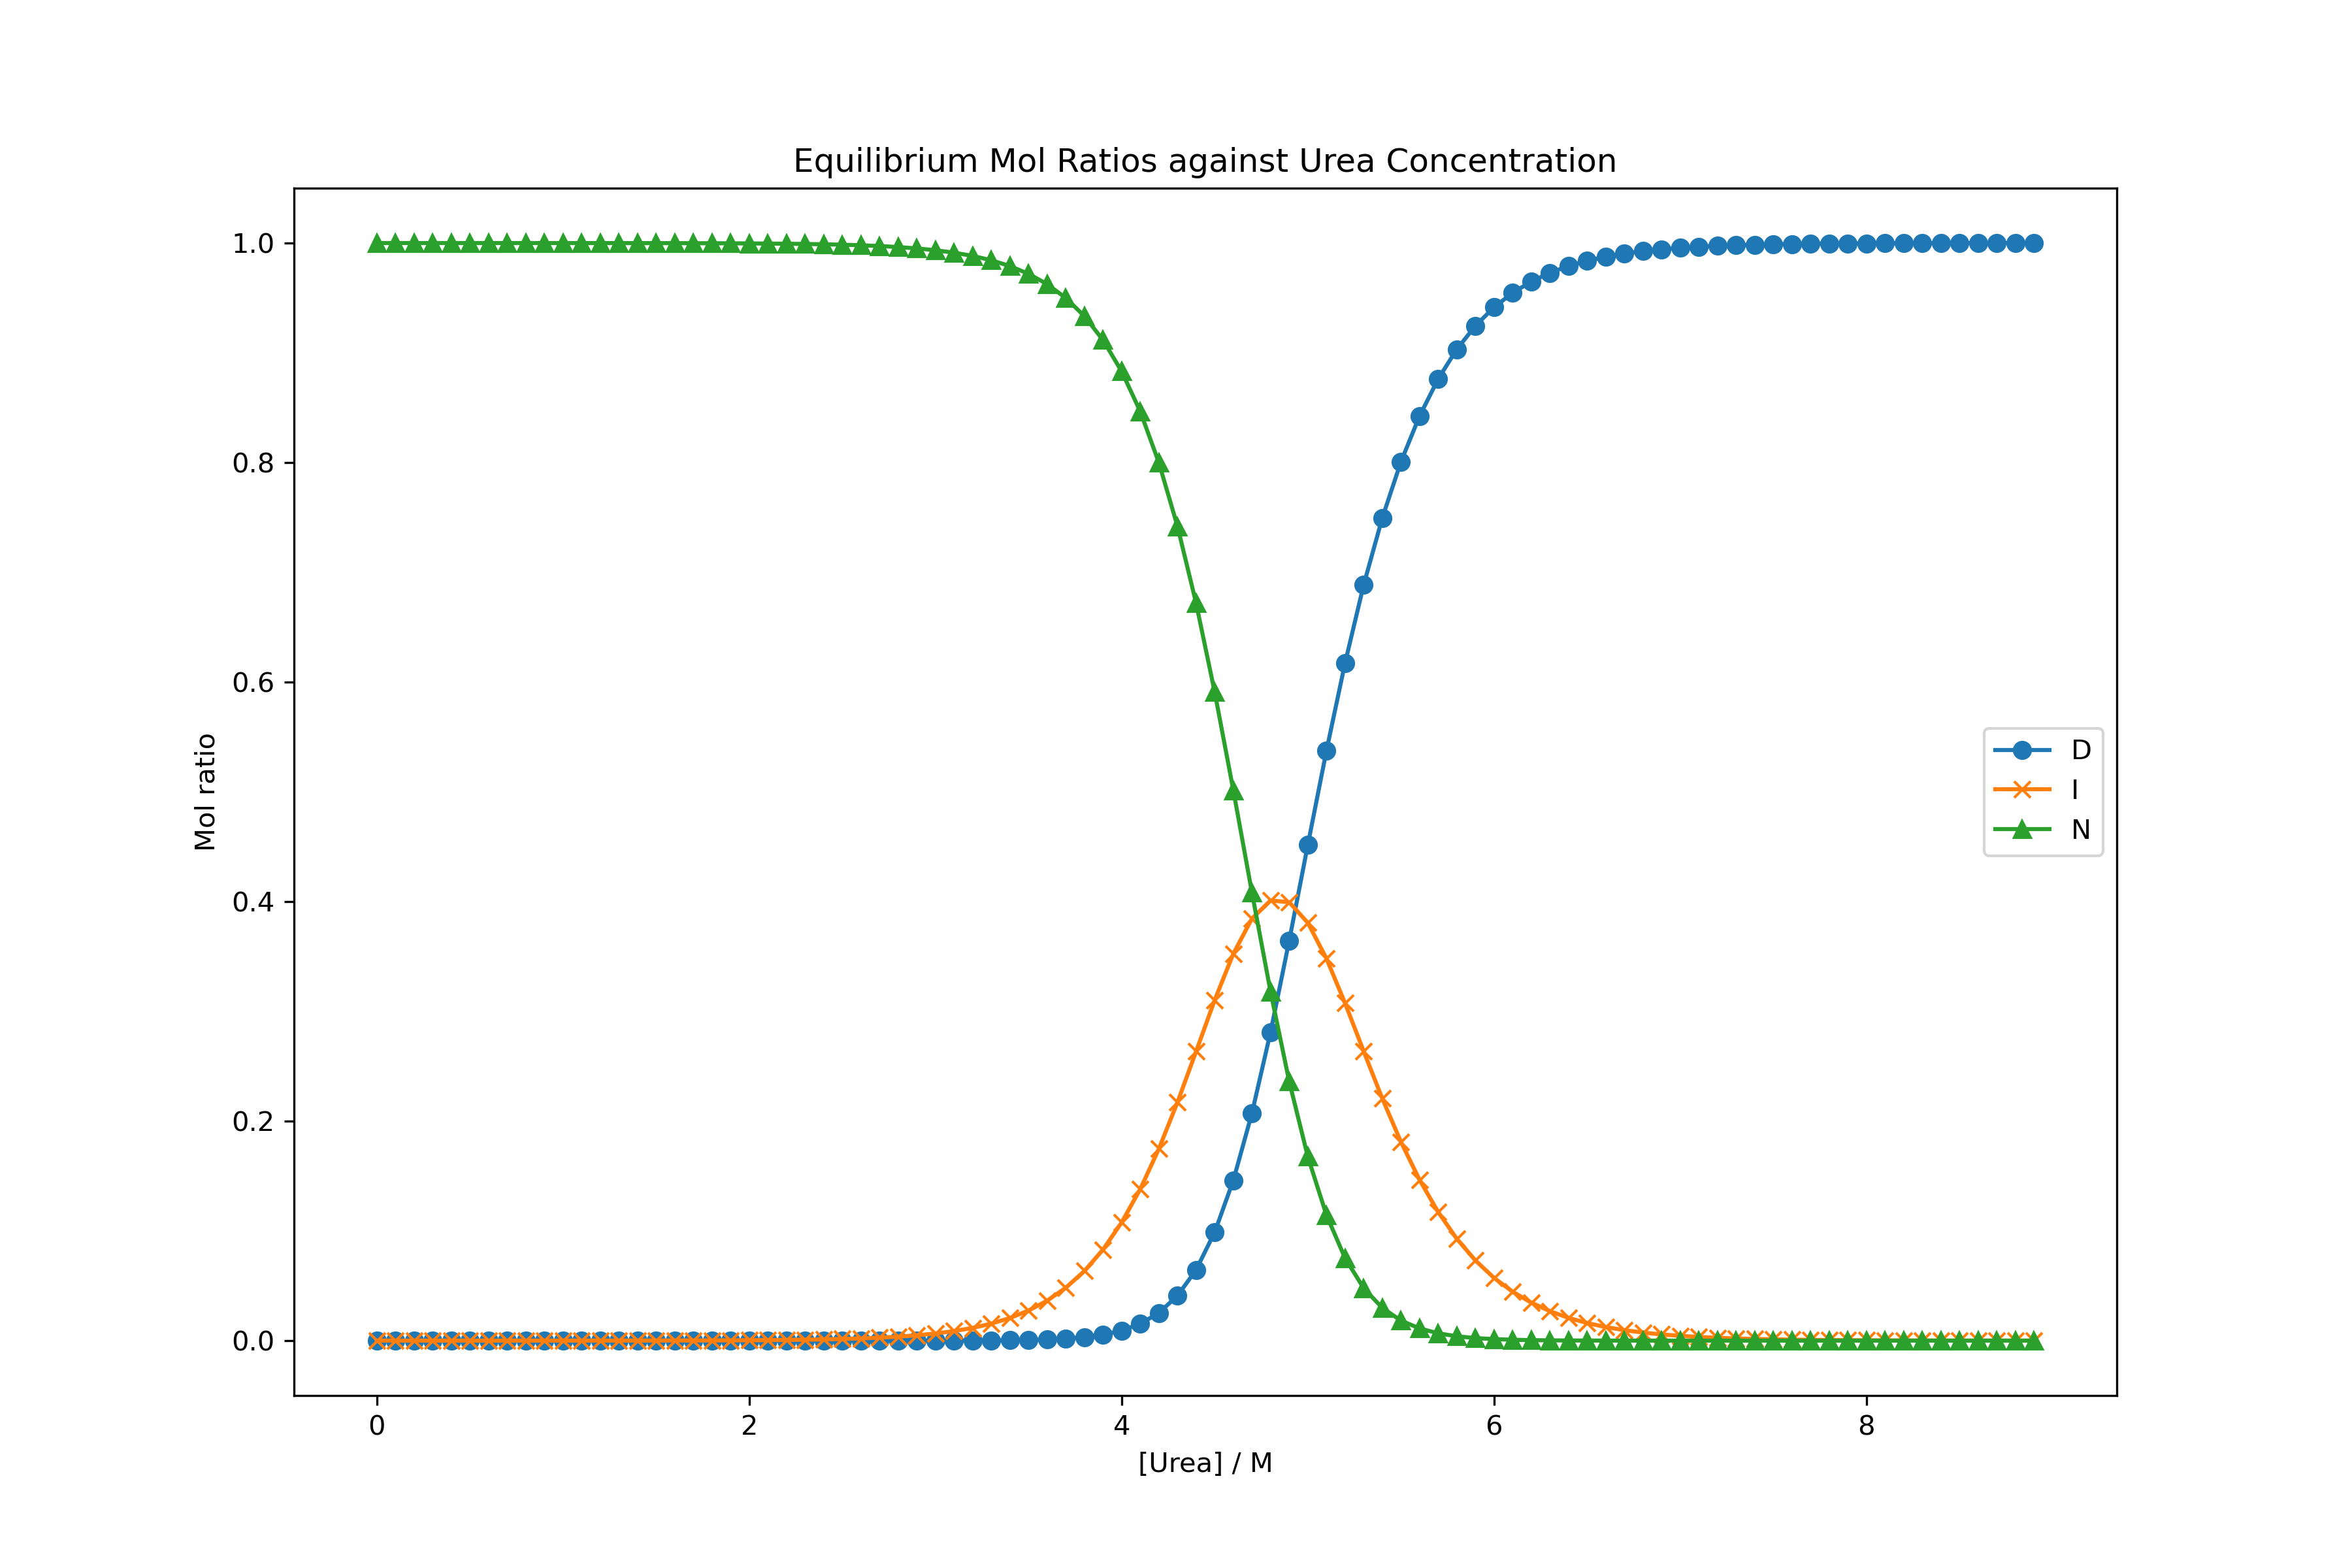 Equilibrium Mol Ratios against Urea Concentration
1.0
0.8
0.6
0.4
0.2
0.0
Mol ratio
D
I
N
0 2 4 6 8
[Urea] / M